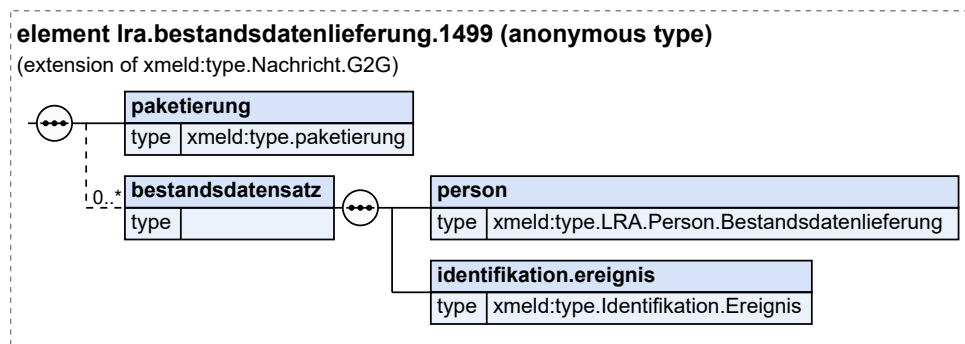 element lra.bestandsdatenlieferung.1499 (anonymous type)
(extension of xmeld:type.Nachricht.G2G)
paketierung
type xmeld:type.paketierung
0..*
bestandsdatensatz
type
person
type xmeld:type.LRA.Person.Bestandsdatenlieferung
identifikation.ereignis
type xmeld:type.Identifikation.Ereignis